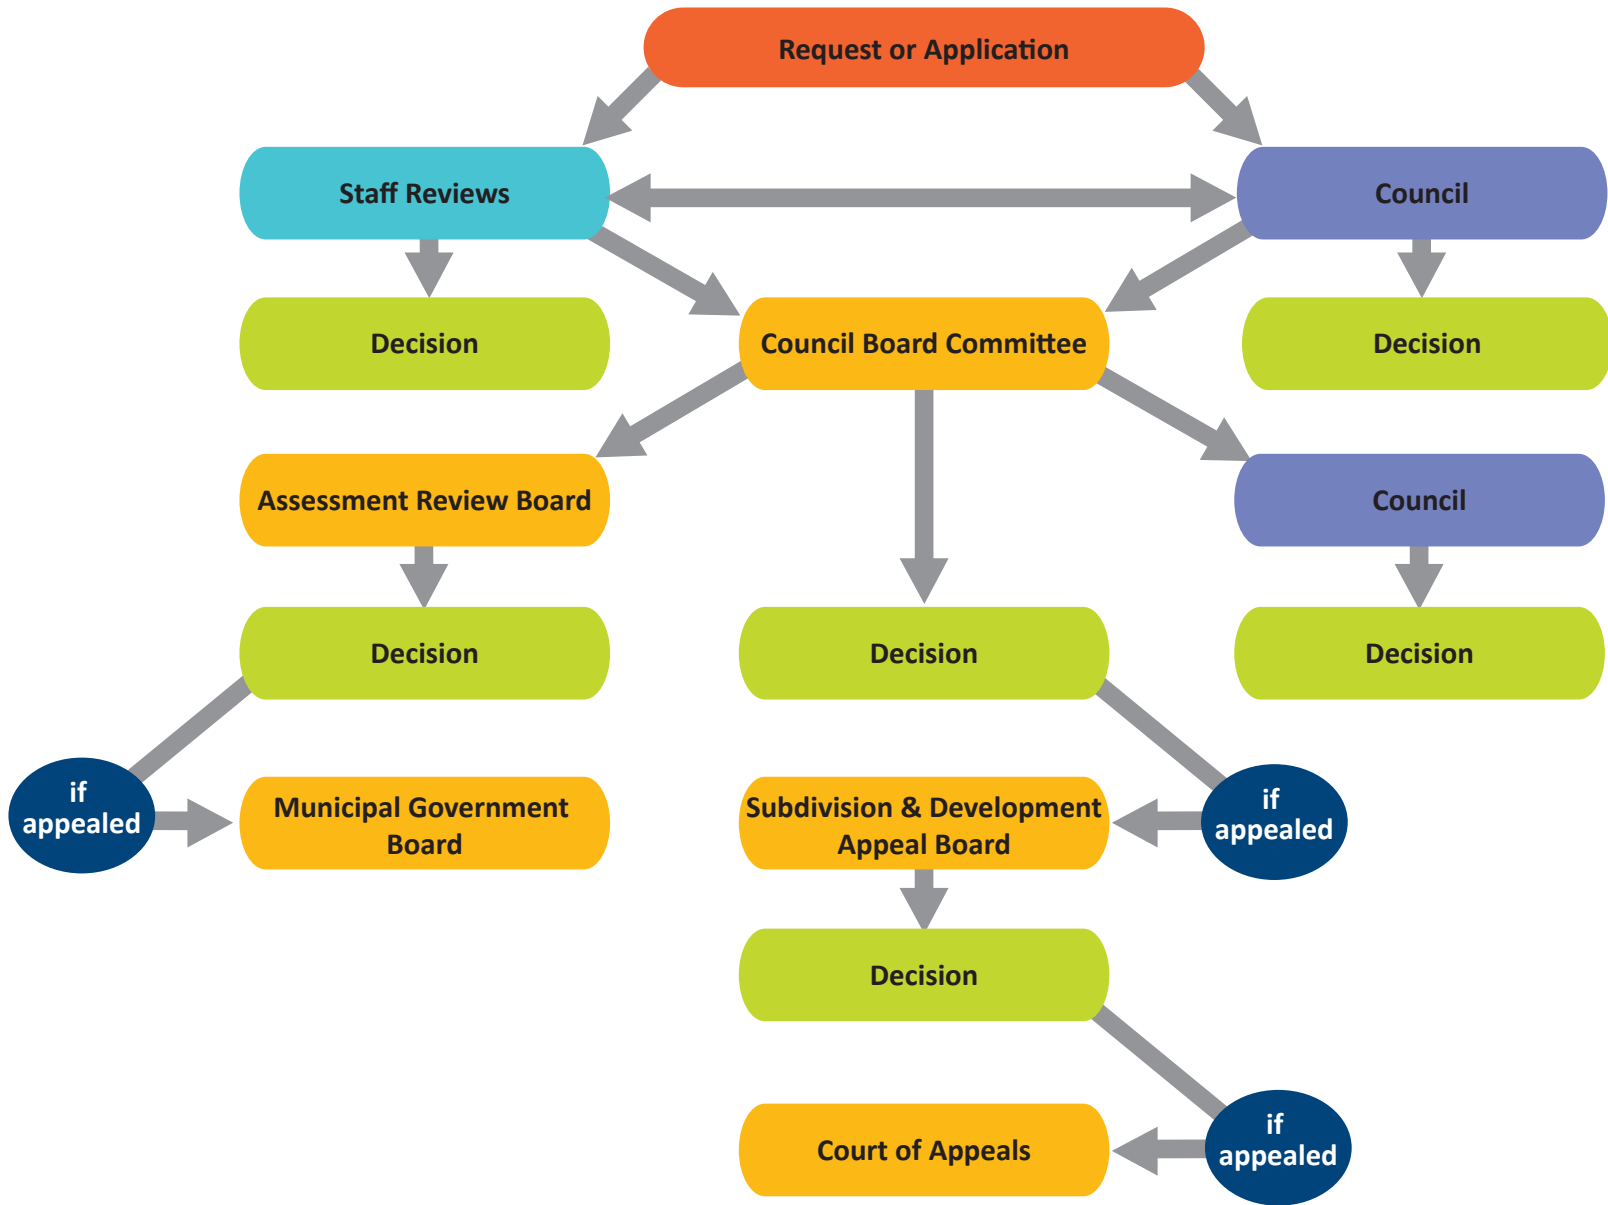 Request or Application
Staff Reviews
Council
Decision
Council Board Committee
Decision
Assessment Review Board
Council
Decision
Decision
Decision
if
appealed
Municipal Government
Board
Subdivision & Development
Appeal Board
if
appealed
Decision
Court of Appeals
if
appealed